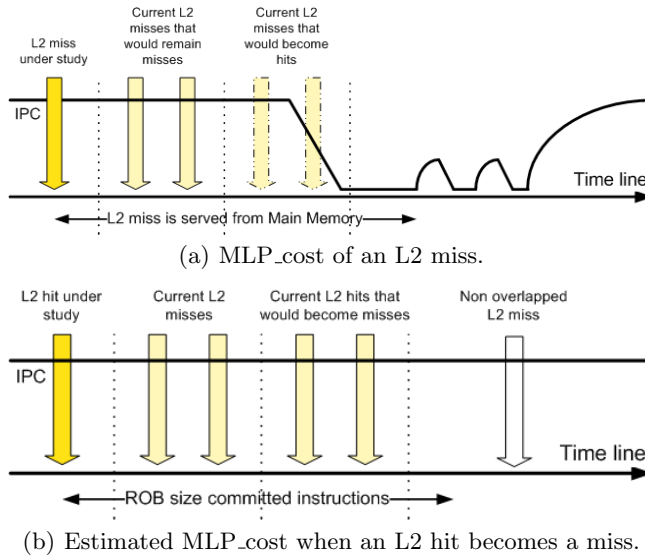 L2 miss
under study
Current L2
misses that
would remain
misses
Current L2
misses that
would become
hits
IPC
Time line
L2 miss is served from Main Memory
(a) MLP_cost of an L2 miss.
L2 hit under
study
Current L2
misses
Current L2 hits that
would become misses
Non overlapped
L2 miss
IPC
Time line
ROB size committed instructions
(b) Estimated MLP_cost when an L2 hit becomes a miss.